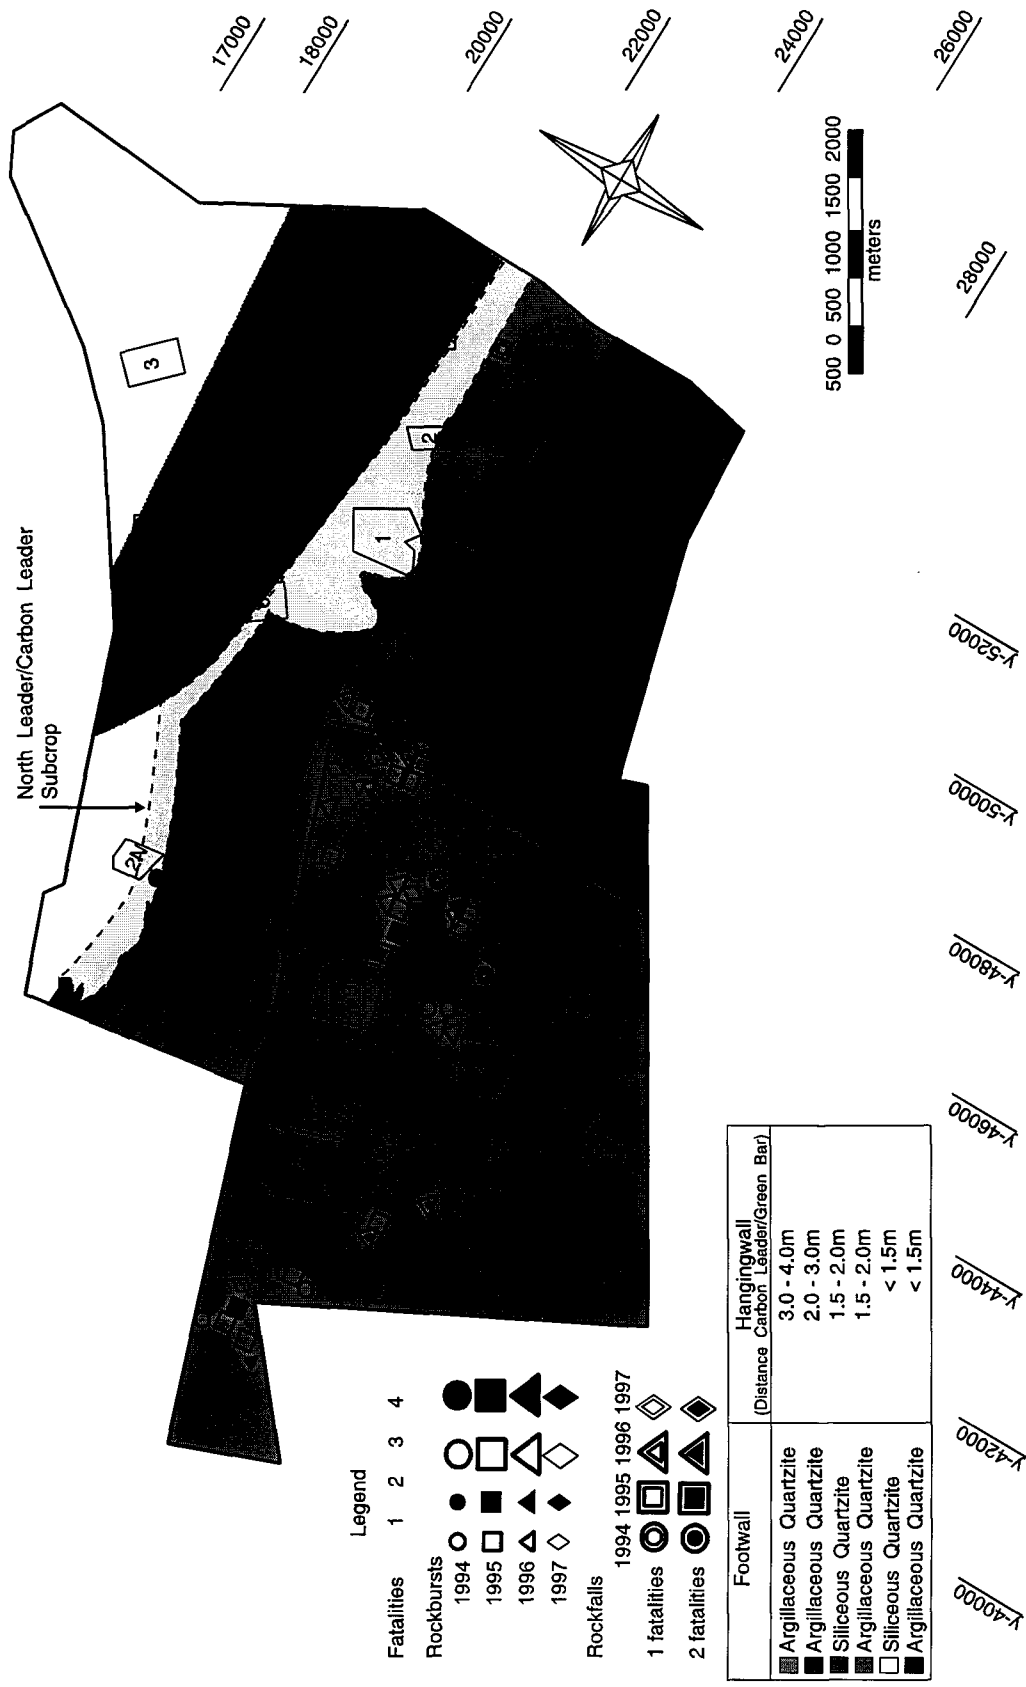 North Leader/Carbon Leader
Subcrop
17000
18000
20000
22000
24000
26000
28000
3
2
1
2A
500 0 500 1000 1500 2000
meters
y-52000
y-50000
y-48000
y-46000
y-44000
y-42000
y-40000
Legend
Fatalities 1 2 3 4
Rockbursts
1994
1995
1996
1997
Rockfalls
1994 1995 1996 1997
1 fatalities
2 fatalities
Footwall
Hangingwall
(Distance Carbon Leader/Green Bar)
Argillaceous Quartzite 3.0 - 4.0m
Argillaceous Quartzite 2.0 - 3.0m
Siliceous Quartzite 1.5 - 2.0m
Argillaceous Quartzite 1.5 - 2.0m
Siliceous Quartzite < 1.5m
Argillaceous Quartzite < 1.5m